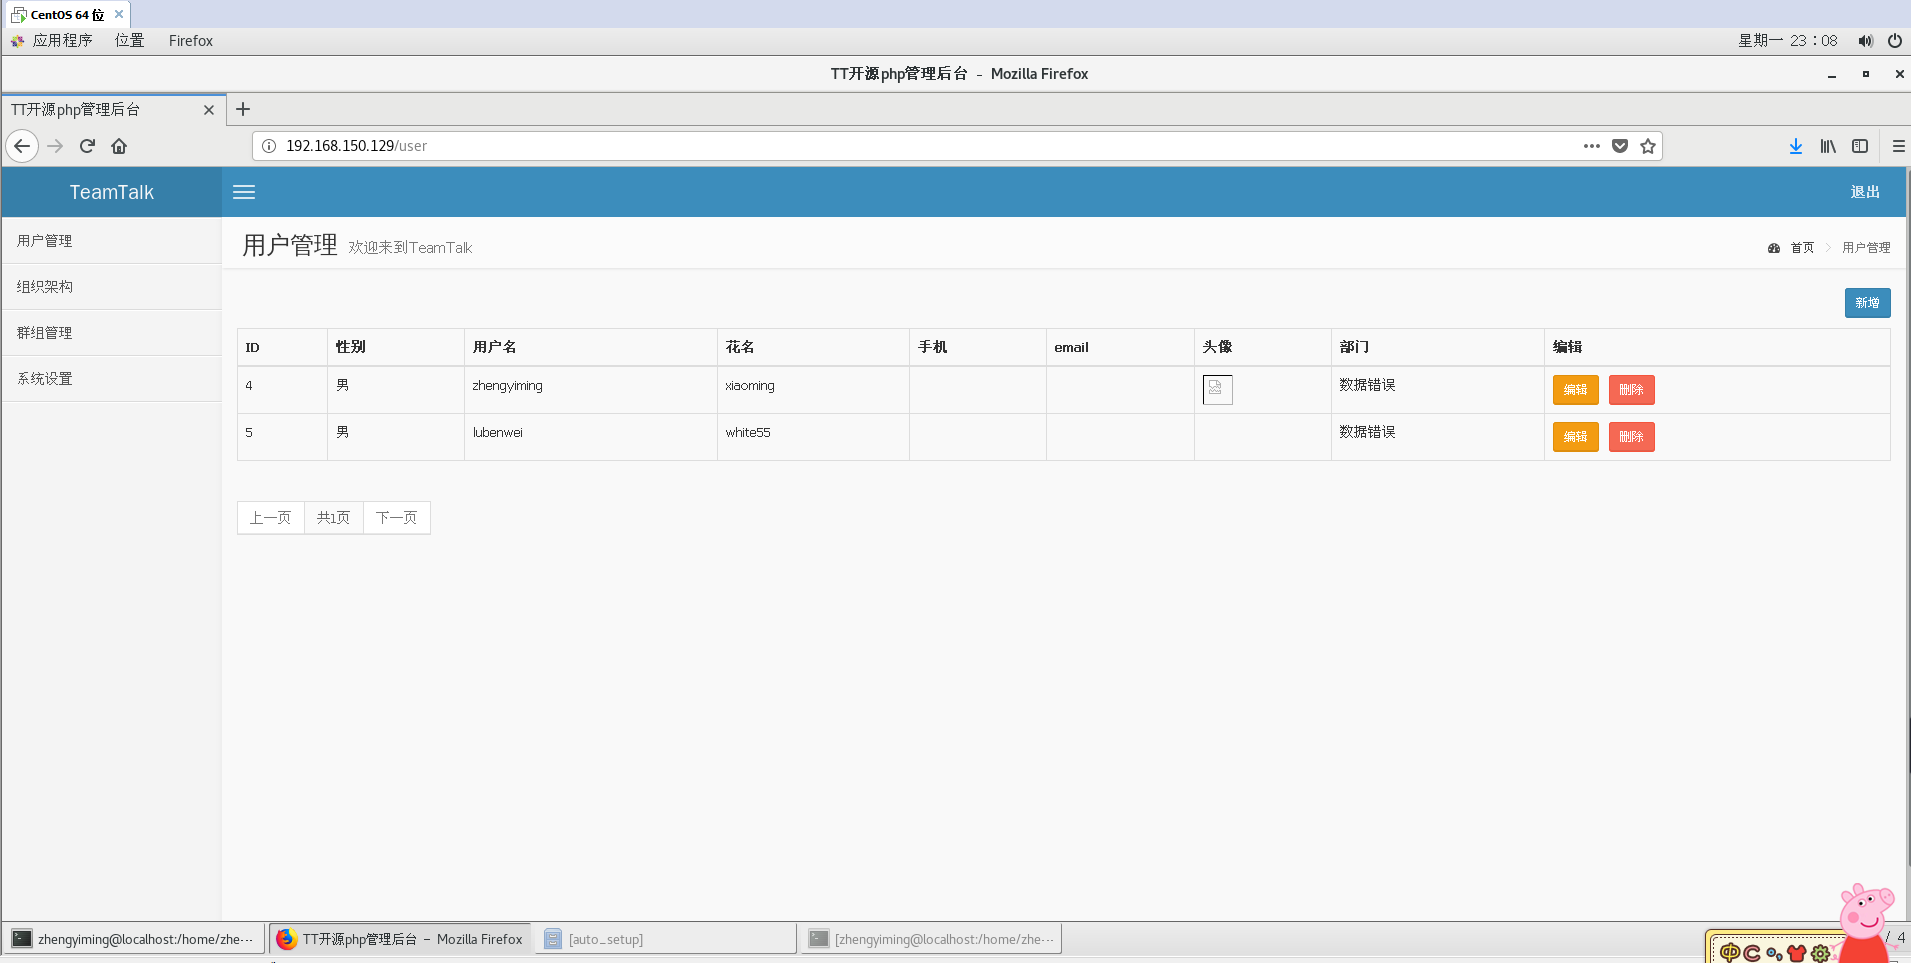 CentOS 64 位
应用程序 位置 Firefox 星期一 23：08
TT开源php管理后台 - Mozilla Firefox
TT开源php管理后台
192.168.150.129/user
TeamTalk 退出
用户管理
组织架构
群组管理
系统设置
用户管理 欢迎来到TeamTalk 首页 用户管理
新增
ID 性别 用户名 花名 手机 email 头像 部门 编辑
4 男 zhengyiming xiaoming 数据错误 编辑 删除
5 男 lubenwei white55 数据错误 编辑 删除
上一页 共1页 下一页
zhengyiming@localhost:/home/zhe··· TT开源php管理后台 - Mozilla Firefox [auto_setup] [zhengyiming@localhost:/home/zhe··· / 4
中